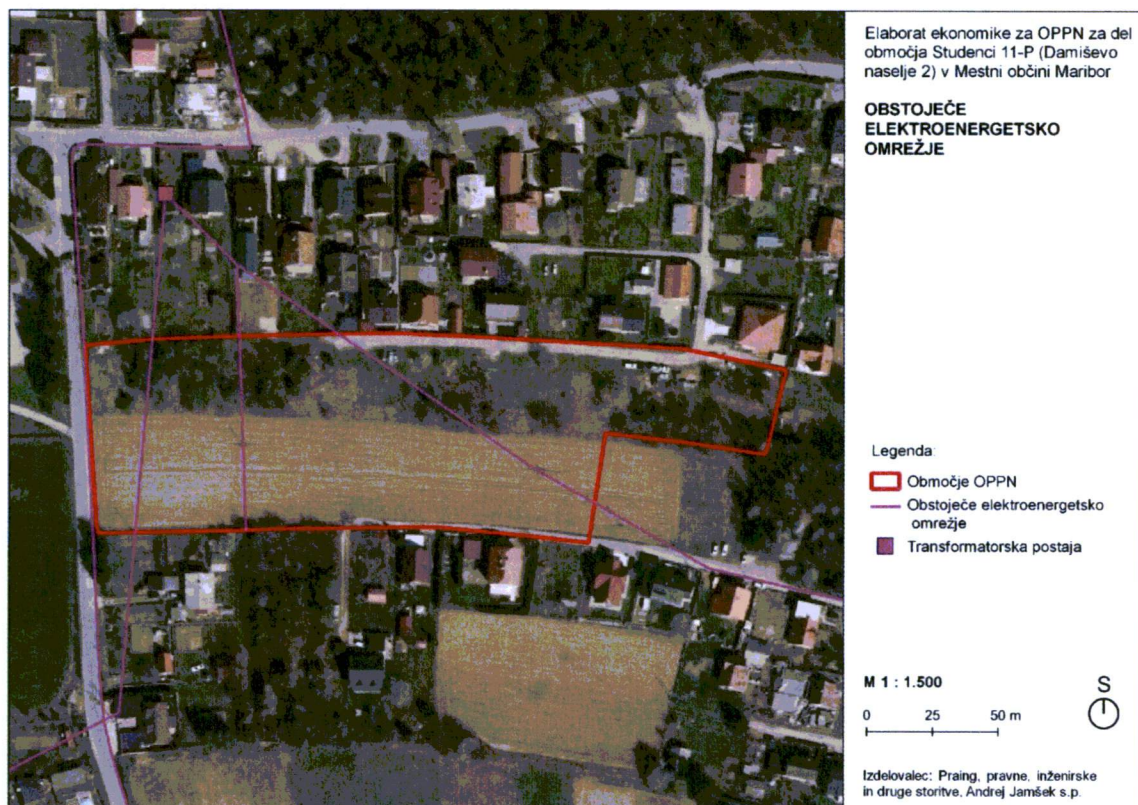 Elaborat ekonomike za OPPN za del
območja Studenci 11-P (Damiševo
naselje 2) v Mestni občini Maribor
OBSTOJEČE
ELEKTROENERGETSKO
OMREŽJE
Legenda:
Območje OPPN
Obstoječe elektroenergetsko
omrežje
Transformatorska postaja
M 1 : 1.500
S
0 25 50 m
Izdelovalec: Praing, pravne, inženirske
in druge storitve, Andrej Jamšek s.p.